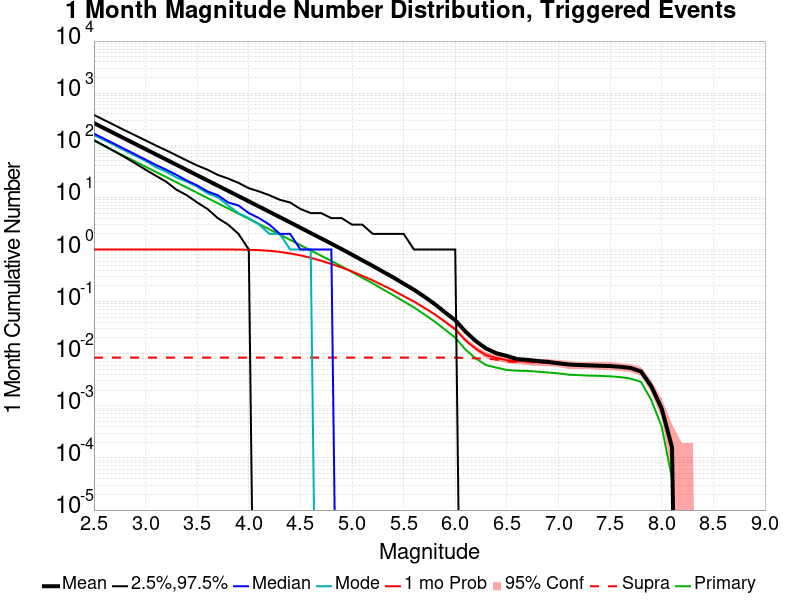 1 Month Magnitude Number Distribution, Triggered Events
1 Month Cumulative Number
10^4
10^3
10^2
10^1
10^0
10^-1
10^-2
10^-3
10^-4
10^-5
2.5 3.0 3.5 4.0 4.5 5.0 5.5 6.0 6.5 7.0 7.5 8.0 8.5 9.0
Magnitude
Mean 2.5%,97.5% Median Mode 1 mo Prob 95% Conf Supra Primary